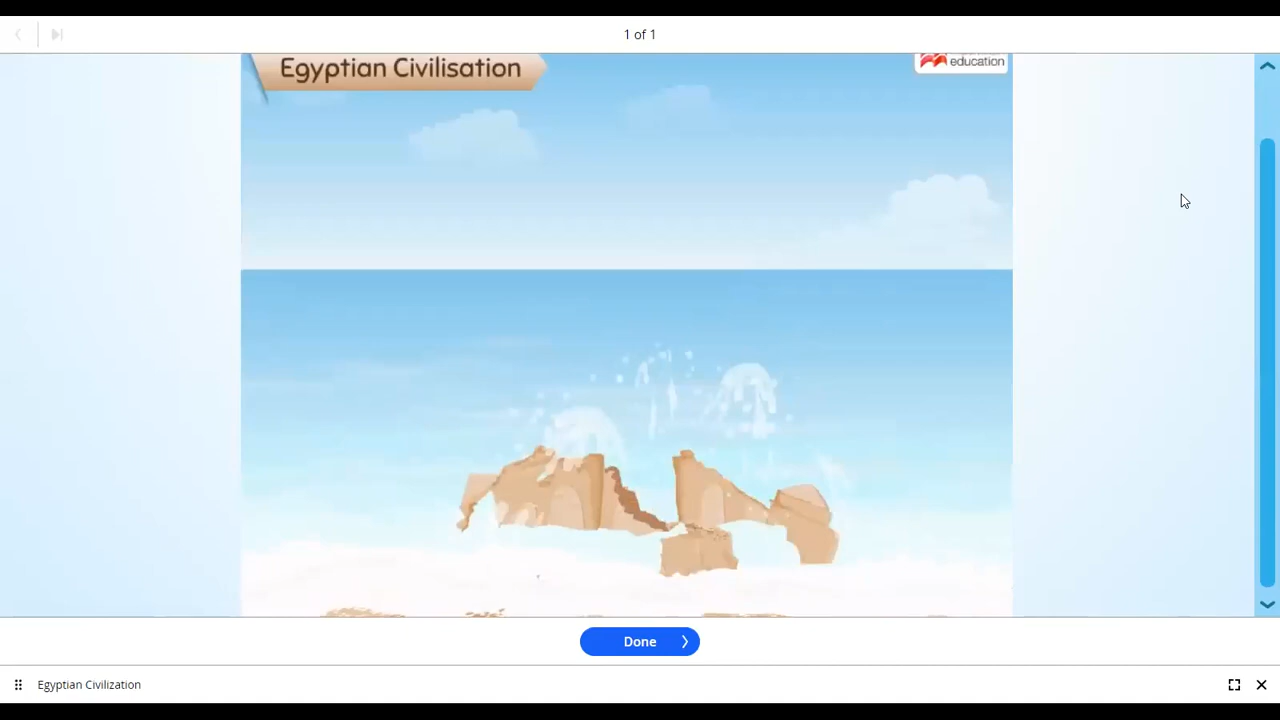 1 of 1
Egyptian Civilisation
education
Done
Egyptian Civilization